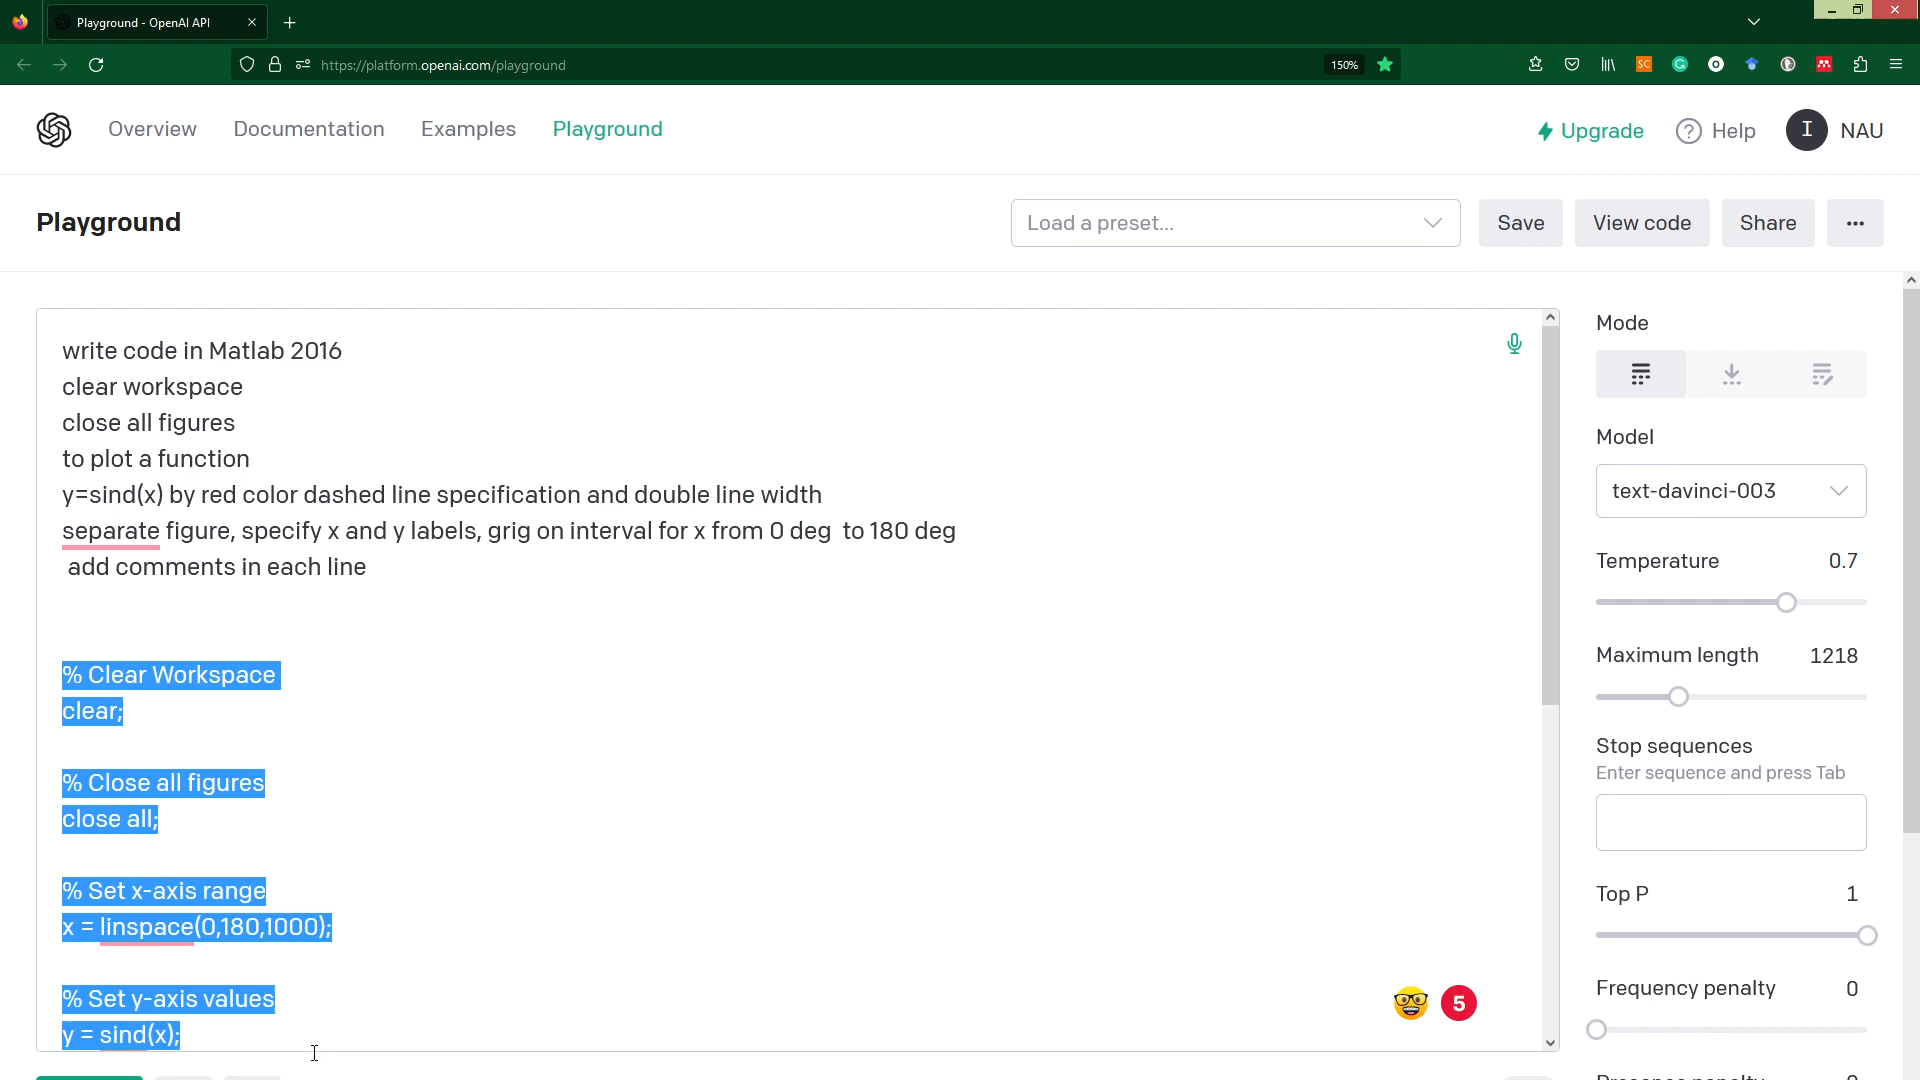 Playground - OpenAI API
https://platform.openai.com/playground
150%
SC
Overview
Documentation
Examples
Playground
Upgrade
? Help
I
NAU
Playground
Load a preset...
Save
View code
Share
write code in Matlab 2016
clear workspace
close all figures
to plot a function
y=sind(x) by red color dashed line specification and double line width
separate figure, specify x and y labels, grig on interval for x from 0 deg  to 180 deg
add comments in each line
% Clear Workspace
clear;
% Close all figures
close all;
% Set x-axis range
x = linspace(0,180,1000);
% Set y-axis values
y = sind(x);
5
Mode
Model
text-davinci-003
Temperature 0.7
Maximum length 1218
Stop sequences
Enter sequence and press Tab
Top P 1
Frequency penalty 0